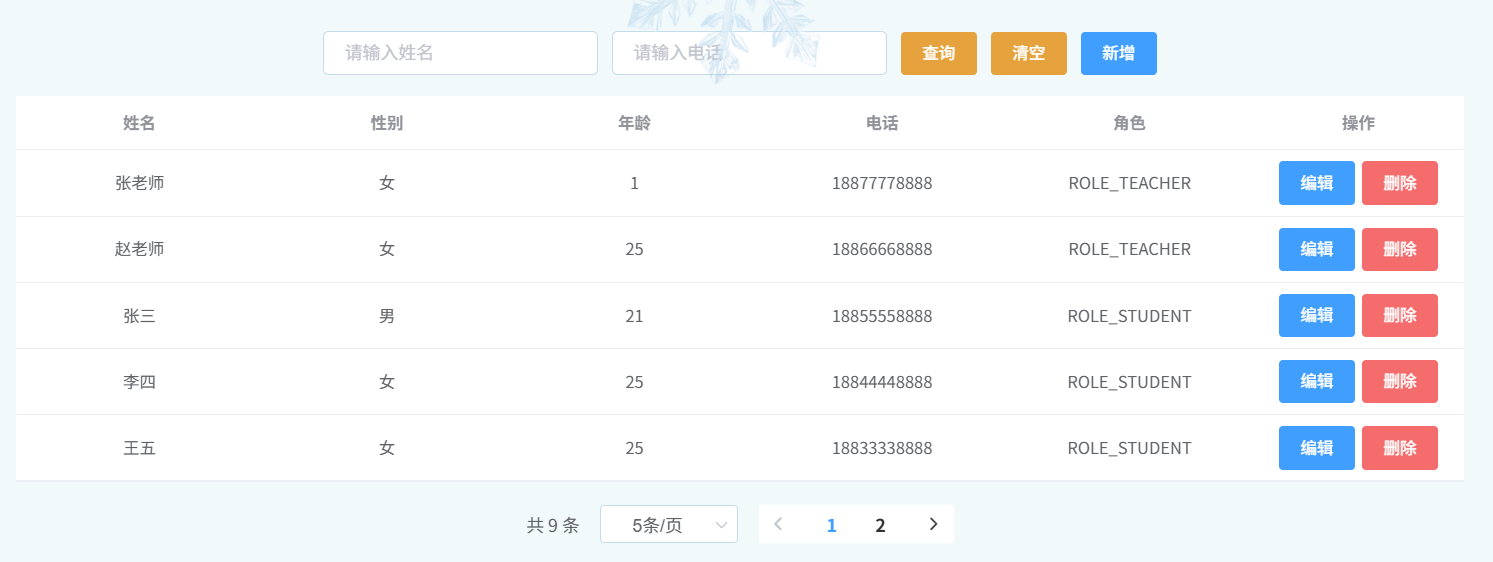 请输入姓名 请输入电话 查询 清空 新增
姓名 性别 年龄 电话 角色 操作
张老师 女 1 18877778888 ROLE_TEACHER 编辑 删除
赵老师 女 25 18866668888 ROLE_TEACHER 编辑 删除
张三 男 21 18855558888 ROLE_STUDENT 编辑 删除
李四 女 25 18844448888 ROLE_STUDENT 编辑 删除
王五 女 25 18833338888 ROLE_STUDENT 编辑 删除
共 9 条 5条/页 1 2